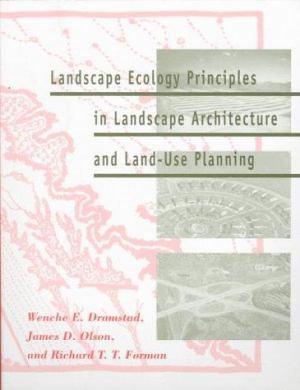 Landscape Ecology Principles
in Landscape Architecture
and Land-Use Planning
Wenche E. Dramstad,
James D. Olson,
and Richard T. T. Forman